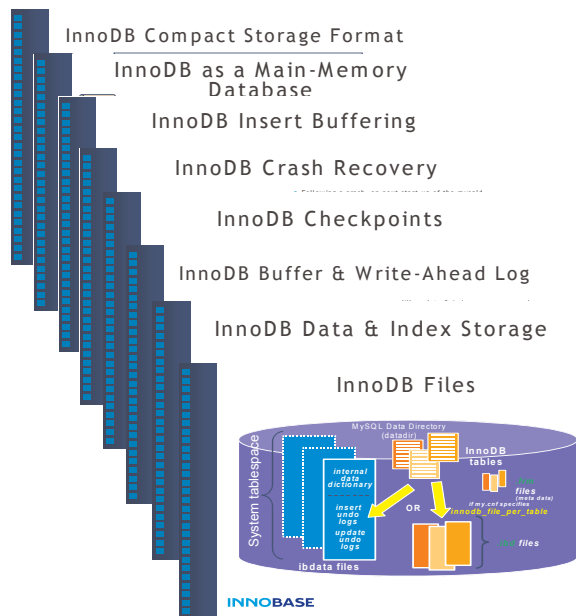 InnoDB Compact Storage Format
InnoDB as a Main-Memory
Database
InnoDB Insert Buffering
InnoDB Crash Recovery
InnoDB Checkpoints
InnoDB Buffer & Write-Ahead Log
InnoDB Data & Index Storage
InnoDB Files
MySQL Data Directory
(datadir)
InnoDB
tables
System tablespace
internal
data
dictionary
insert
undo
logs
update
undo
logs
OR
files
(meta data)
if my.cnf specifies
innodb_file_per_table
files
ibdata files
INNOBASE